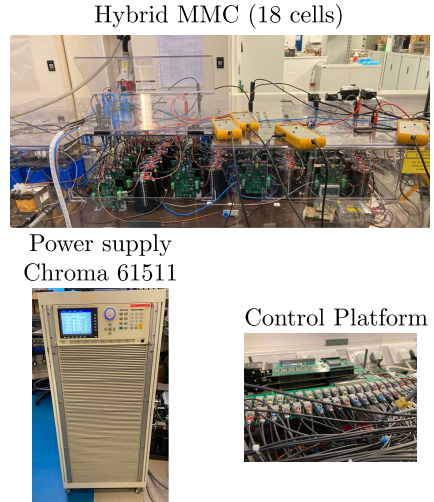 Hybrid MMC (18 cells)
Power supply
Chroma 61511
Control Platform